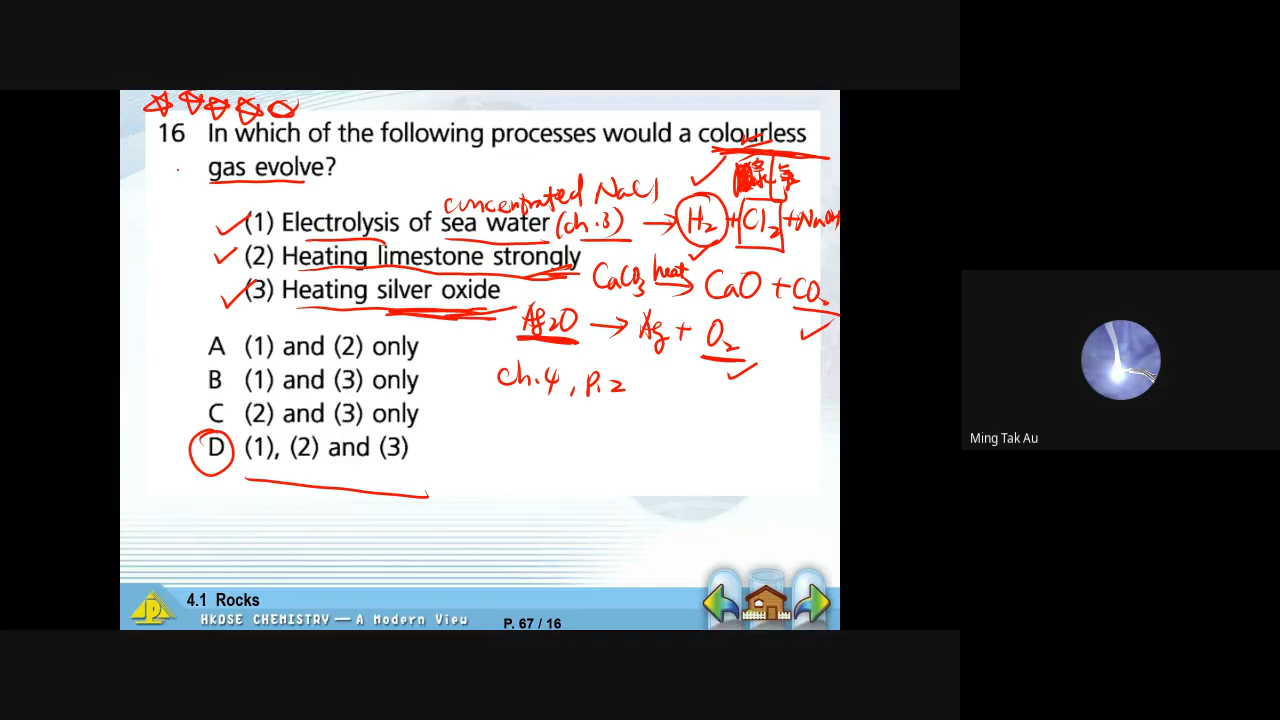 16 In which of the following processes would a colourless
gas evolve?
concentrated NaCl
(1) Electrolysis of sea water (ch.3) → H₂ + Cl₂ + NaOH
(2) Heating limestone strongly
CaCO₃ heat → CaO + CO₂
(3) Heating silver oxide
Ag₂O → Ag + O₂
A (1) and (2) only
ch.4, p.2
B (1) and (3) only
C (2) and (3) only
D (1), (2) and (3)
Ming Tak Au
4.1 Rocks
HKDSE CHEMISTRY — A Modern View
P. 67 / 16